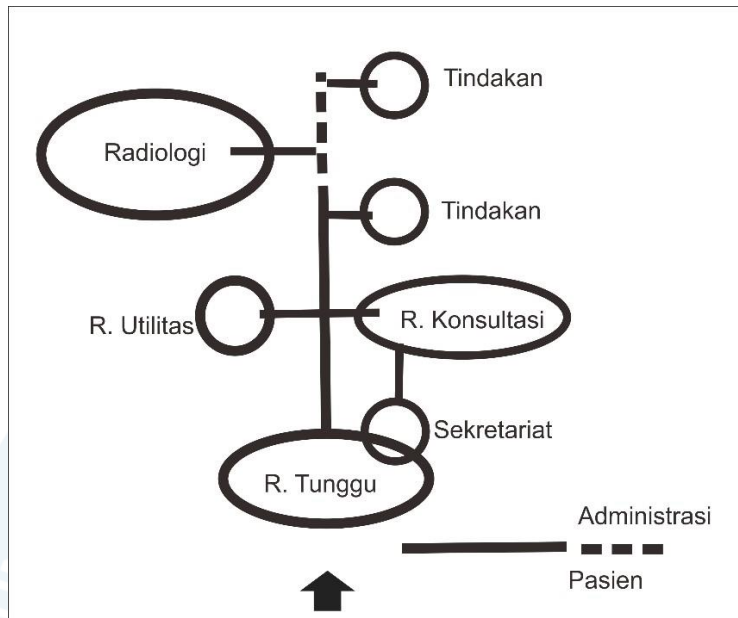 Tindakan
Radiologi
Tindakan
R. Utilitas
R. Konsultasi
Sekretariat
R. Tunggu
Administrasi
Pasien